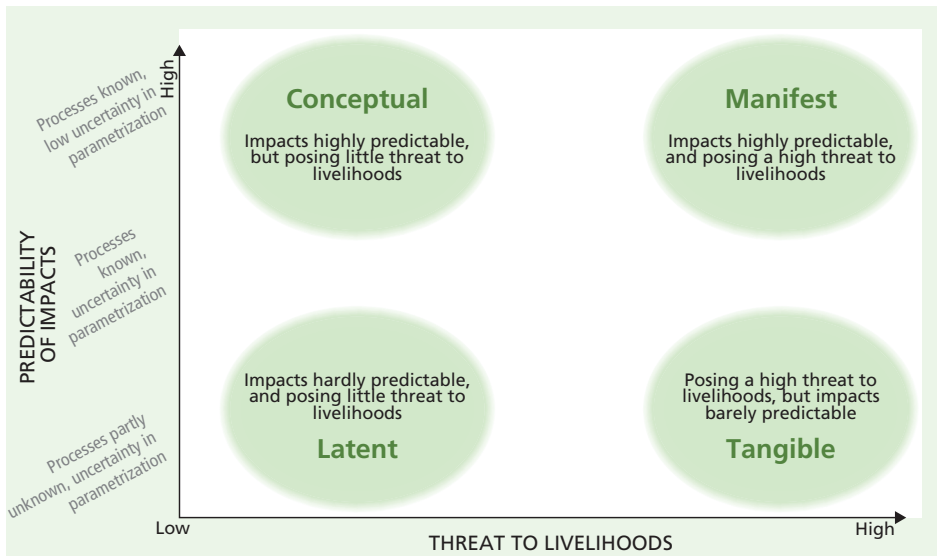 PREDICTABILITY
OF IMPACTS
High
Processes known,
low uncertainty in
parametrization
Processes
known,
uncertainty in
parametrization
Processes partly
unknown, uncertainty in
parametrization
Conceptual
Impacts highly predictable,
but posing little threat to
livelihoods
Manifest
Impacts highly predictable,
and posing a high threat to
livelihoods
Impacts hardly predictable,
and posing little threat to
livelihoods
Latent
Posing a high threat to
livelihoods, but impacts
barely predictable
Tangible
Low
High
THREAT TO LIVELIHOODS